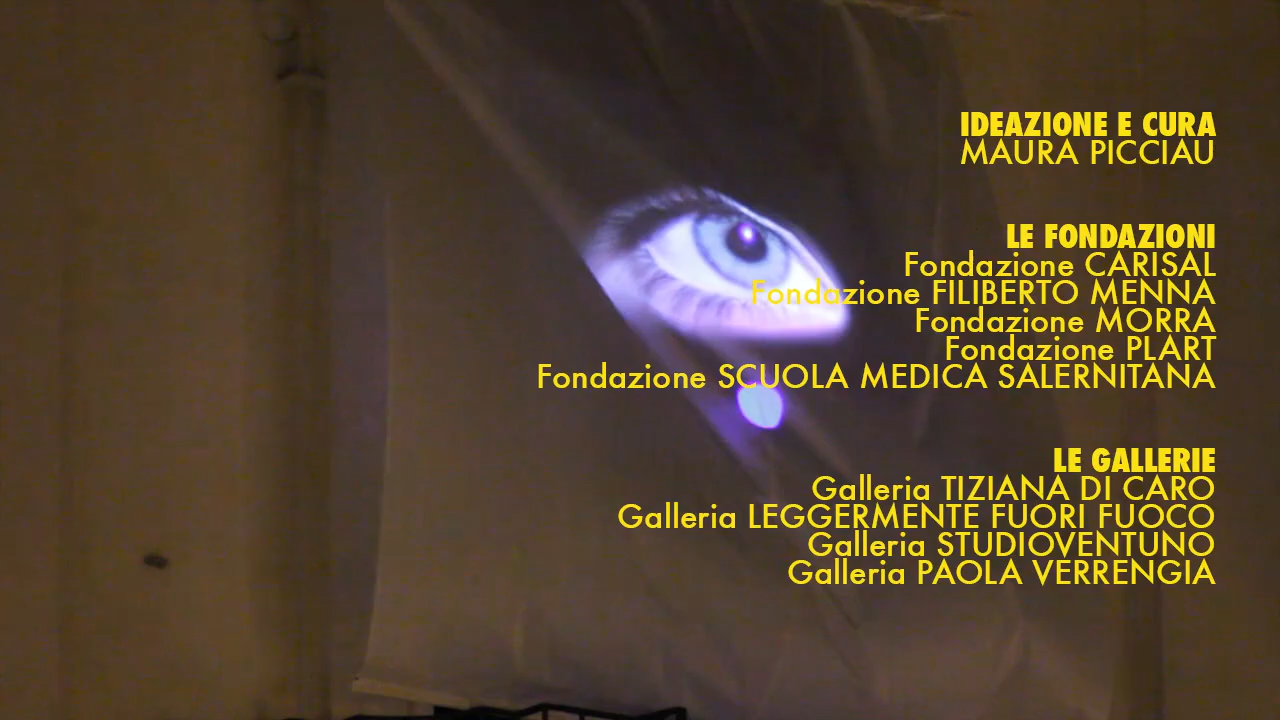 IDEAZIONE E CURA
MAURA PICCIAU
LE FONDAZIONI
Fondazione CARISAL
Fondazione FILIBERTO MENNA
Fondazione MORRA
Fondazione PLART
Fondazione SCUOLA MEDICA SALERNITANA
LE GALLERIE
Galleria TIZIANA DI CARO
Galleria LEGGERMENTE FUORI FUOCO
Galleria STUDIOVENTUNO
Galleria PAOLA VERRENGIA